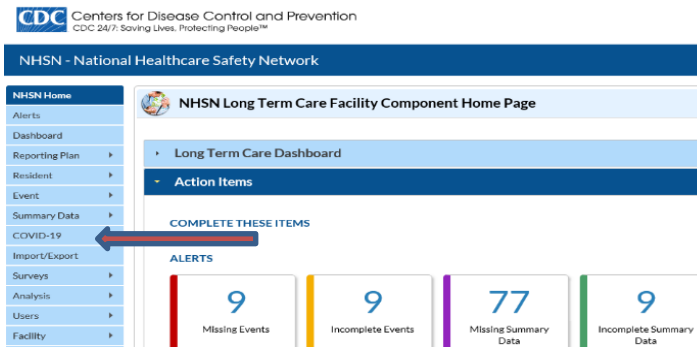 CDC Centers for Disease Control and Prevention
CDC 24/7: Saving Lives. Protecting People™
NHSN - National Healthcare Safety Network
NHSN Home
Alerts
Dashboard
Reporting Plan
Resident
Event
Summary Data
COVID-19
Import/Export
Surveys
Analysis
Users
Facility
NHSN Long Term Care Facility Component Home Page
Long Term Care Dashboard
Action Items
COMPLETE THESE ITEMS
ALERTS
9
Missing Events
9
Incomplete Events
77
Missing Summary
Data
9
Incomplete Summary
Data